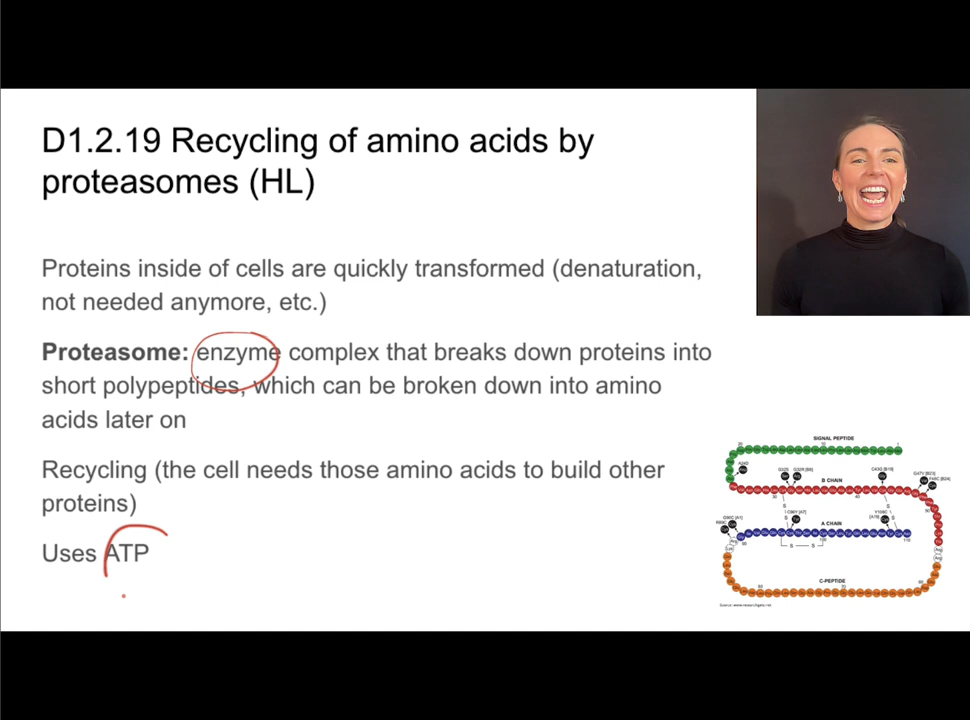 D1.2.19 Recycling of amino acids by
proteasomes (HL)
Proteins inside of cells are quickly transformed (denaturation,
not needed anymore, etc.)
Proteasome: enzyme complex that breaks down proteins into
short polypeptides, which can be broken down into amino
acids later on
Recycling (the cell needs those amino acids to build other
proteins)
Uses ATP
SIGNAL PEPTIDE
B CHAIN
A CHAIN
C-PEPTIDE